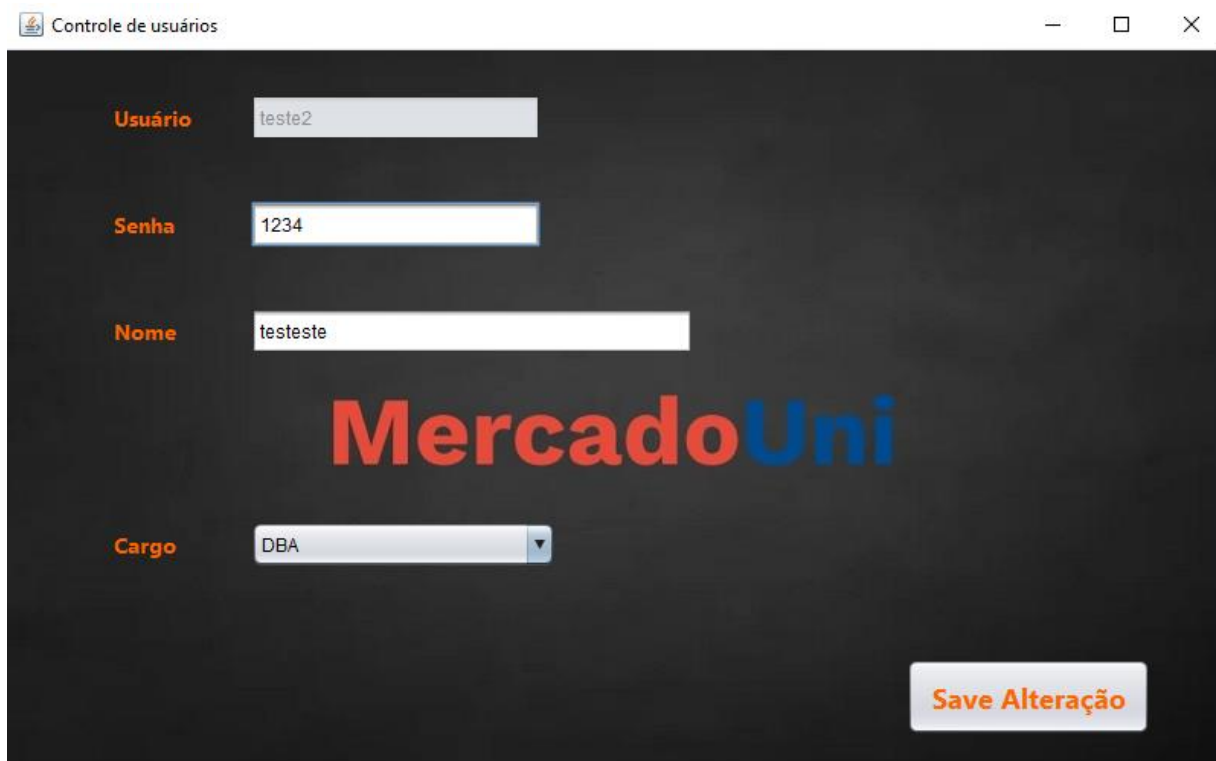 Controle de usuários
Usuário teste2
Senha 1234
Nome testeste
MercadoUni
Cargo DBA
Save Alteração